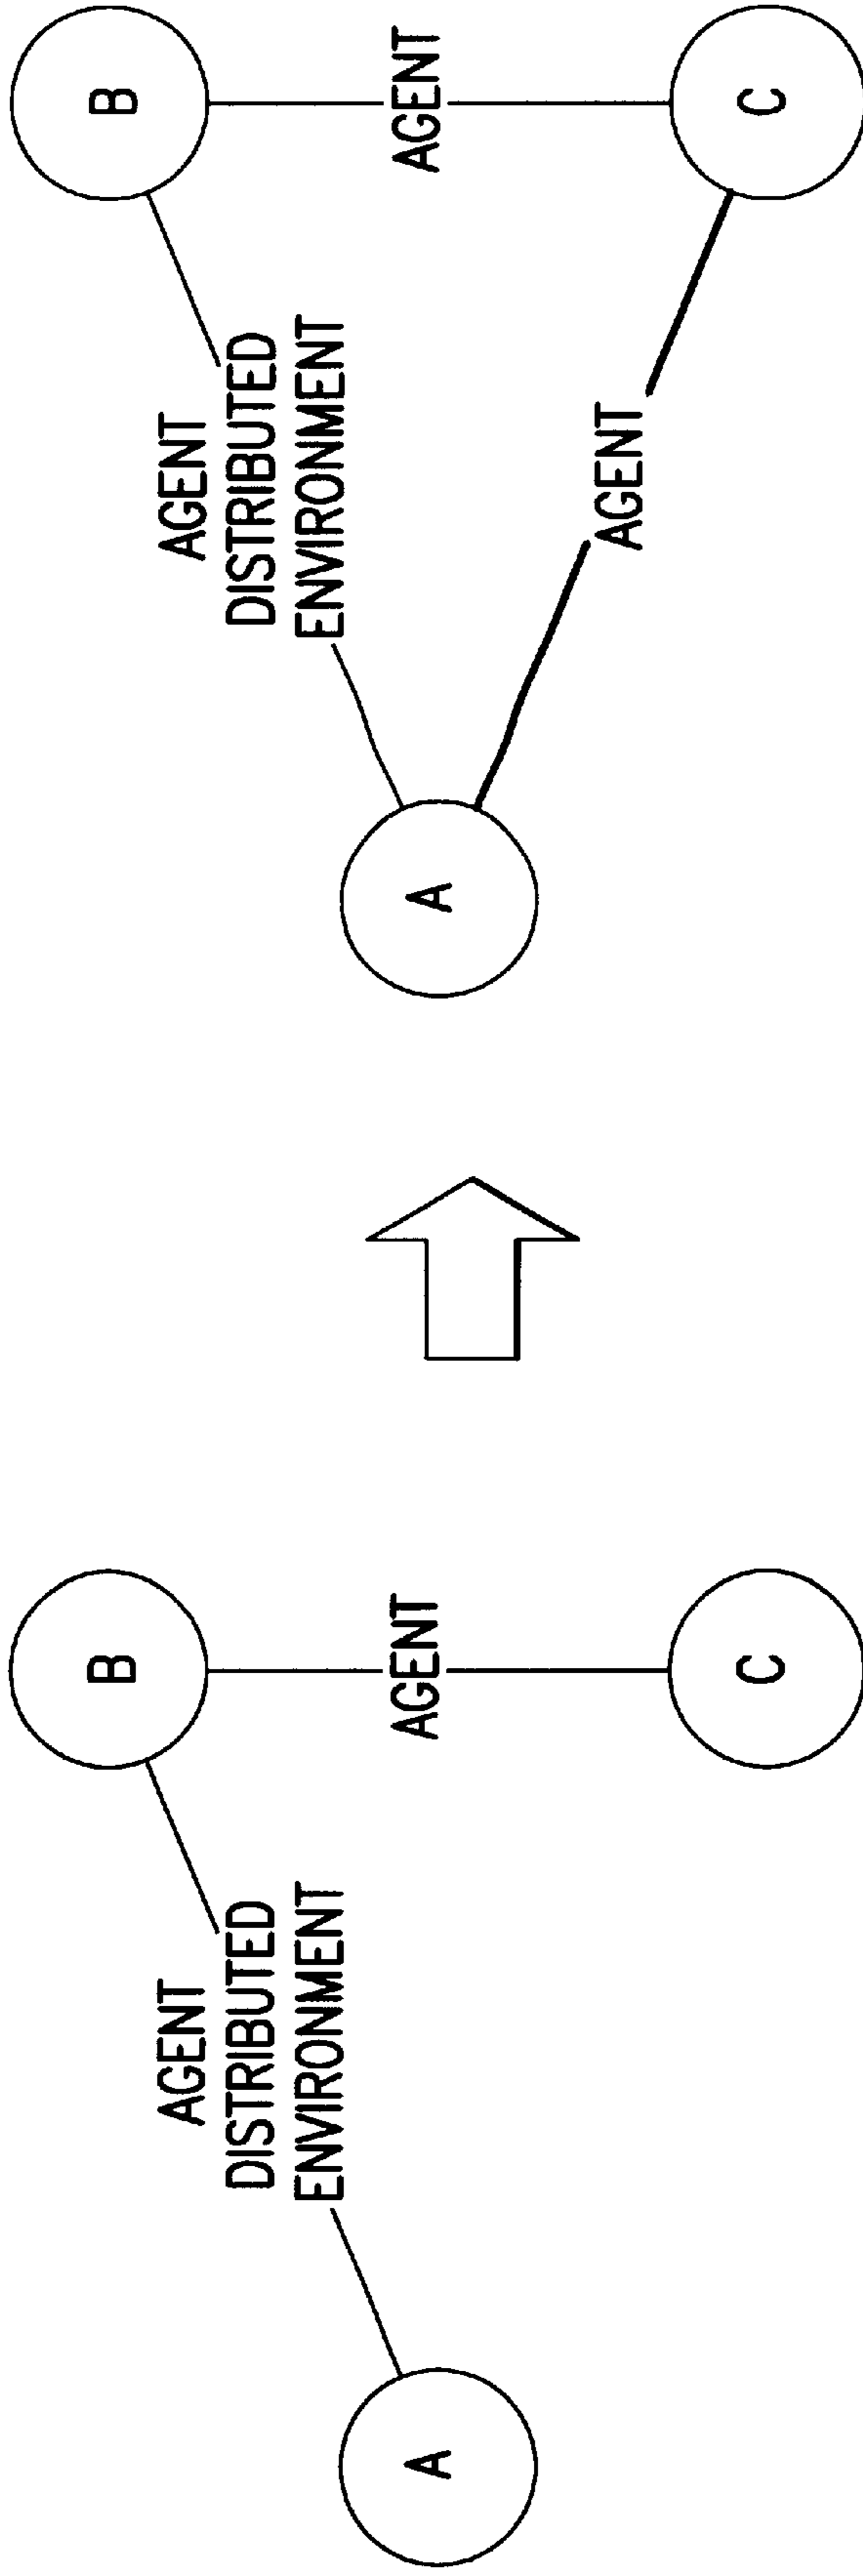 A
AGENT
DISTRIBUTED
ENVIRONMENT
B
AGENT
C
A
AGENT
DISTRIBUTED
ENVIRONMENT
B
AGENT
AGENT
C